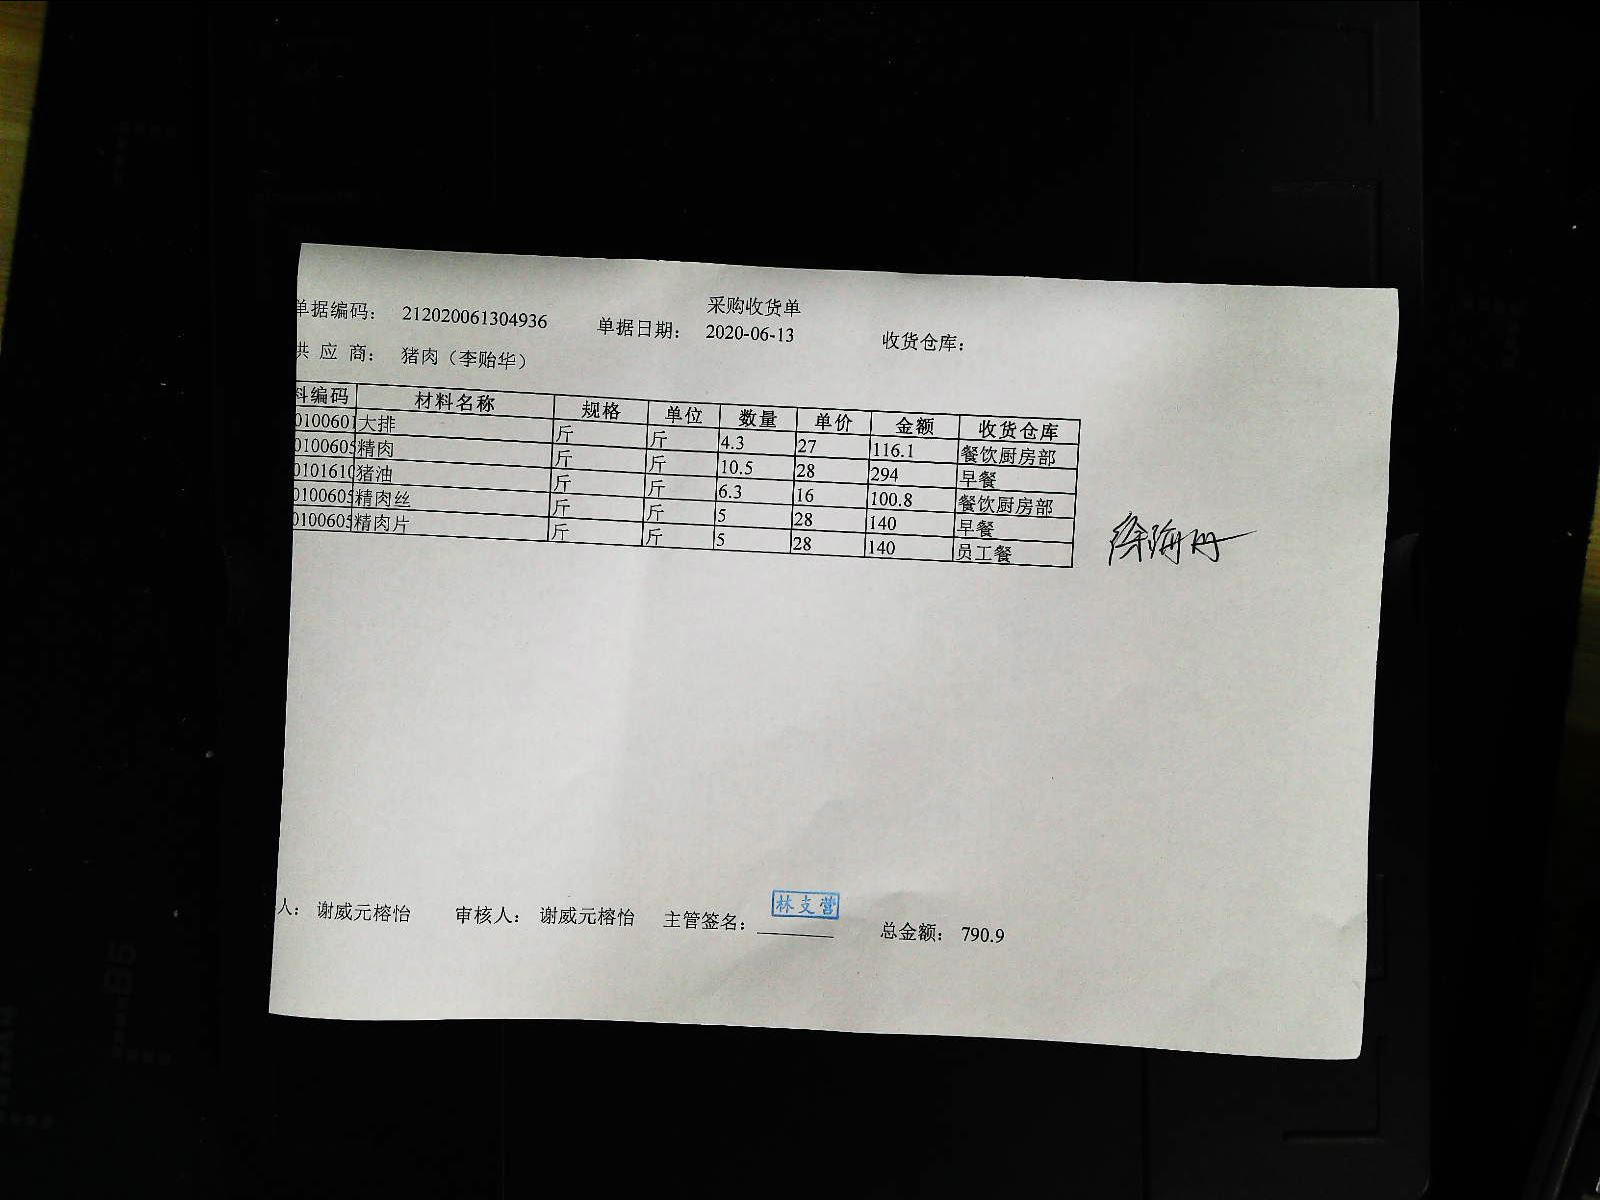 采购收货单
单据编码： 212020061304936 单据日期： 2020-06-13 收货仓库：
供 应 商： 猪肉（李贻华）
料编码 材料名称 规格 单位 数量 单价 金额 收货仓库
0100601 大排 斤 斤 4.3 27 116.1 餐饮厨房部
0100605 精肉 斤 斤 10.5 28 294 早餐
0101610 猪油 斤 斤 6.3 16 100.8 餐饮厨房部
0100605 精肉丝 斤 斤 5 28 140 早餐
0100605 精肉片 斤 斤 5 28 140 员工餐
人： 谢威元榕怡 审核人： 谢威元榕怡 主管签名： 林支营 总金额： 790.9